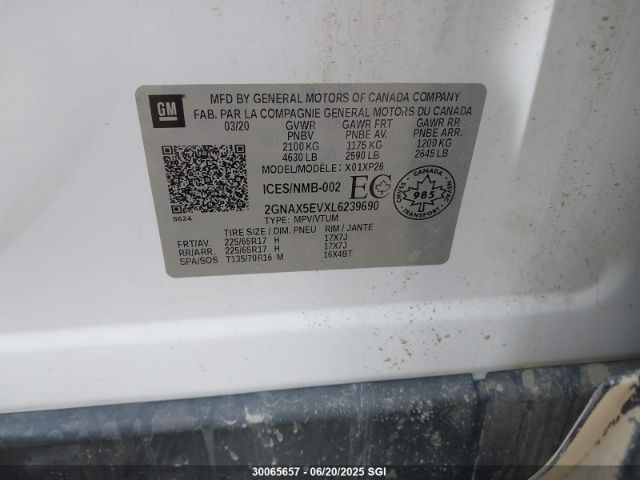 GM
MFD BY GENERAL MOTORS OF CANADA COMPANY
FAB. PAR LA COMPAGNIE GENERAL MOTORS DU CANADA
03/20 GVWR GAWR FRT GAWR RR
PNBV PNBE AV. PNBE ARR.
2100 KG 1175 KG 1200 KG
4630 LB 2590 LB 2645 LB
MODEL/MODELE: X01XP26
ICES/NMB-002 EC 985
2GNAX5EVXL6239690
8624
TYPE: MPV/VTUM
TIRE SIZE / DIM. PNEU RIM / JANTE
FRT/AV. 225/65R17 H 17X7J
RR/ARR. 225/65R17 H 17X7J
SPA/SOS T135/70R16 M 16X4BT
30065657 / 06/20/2025 SGI